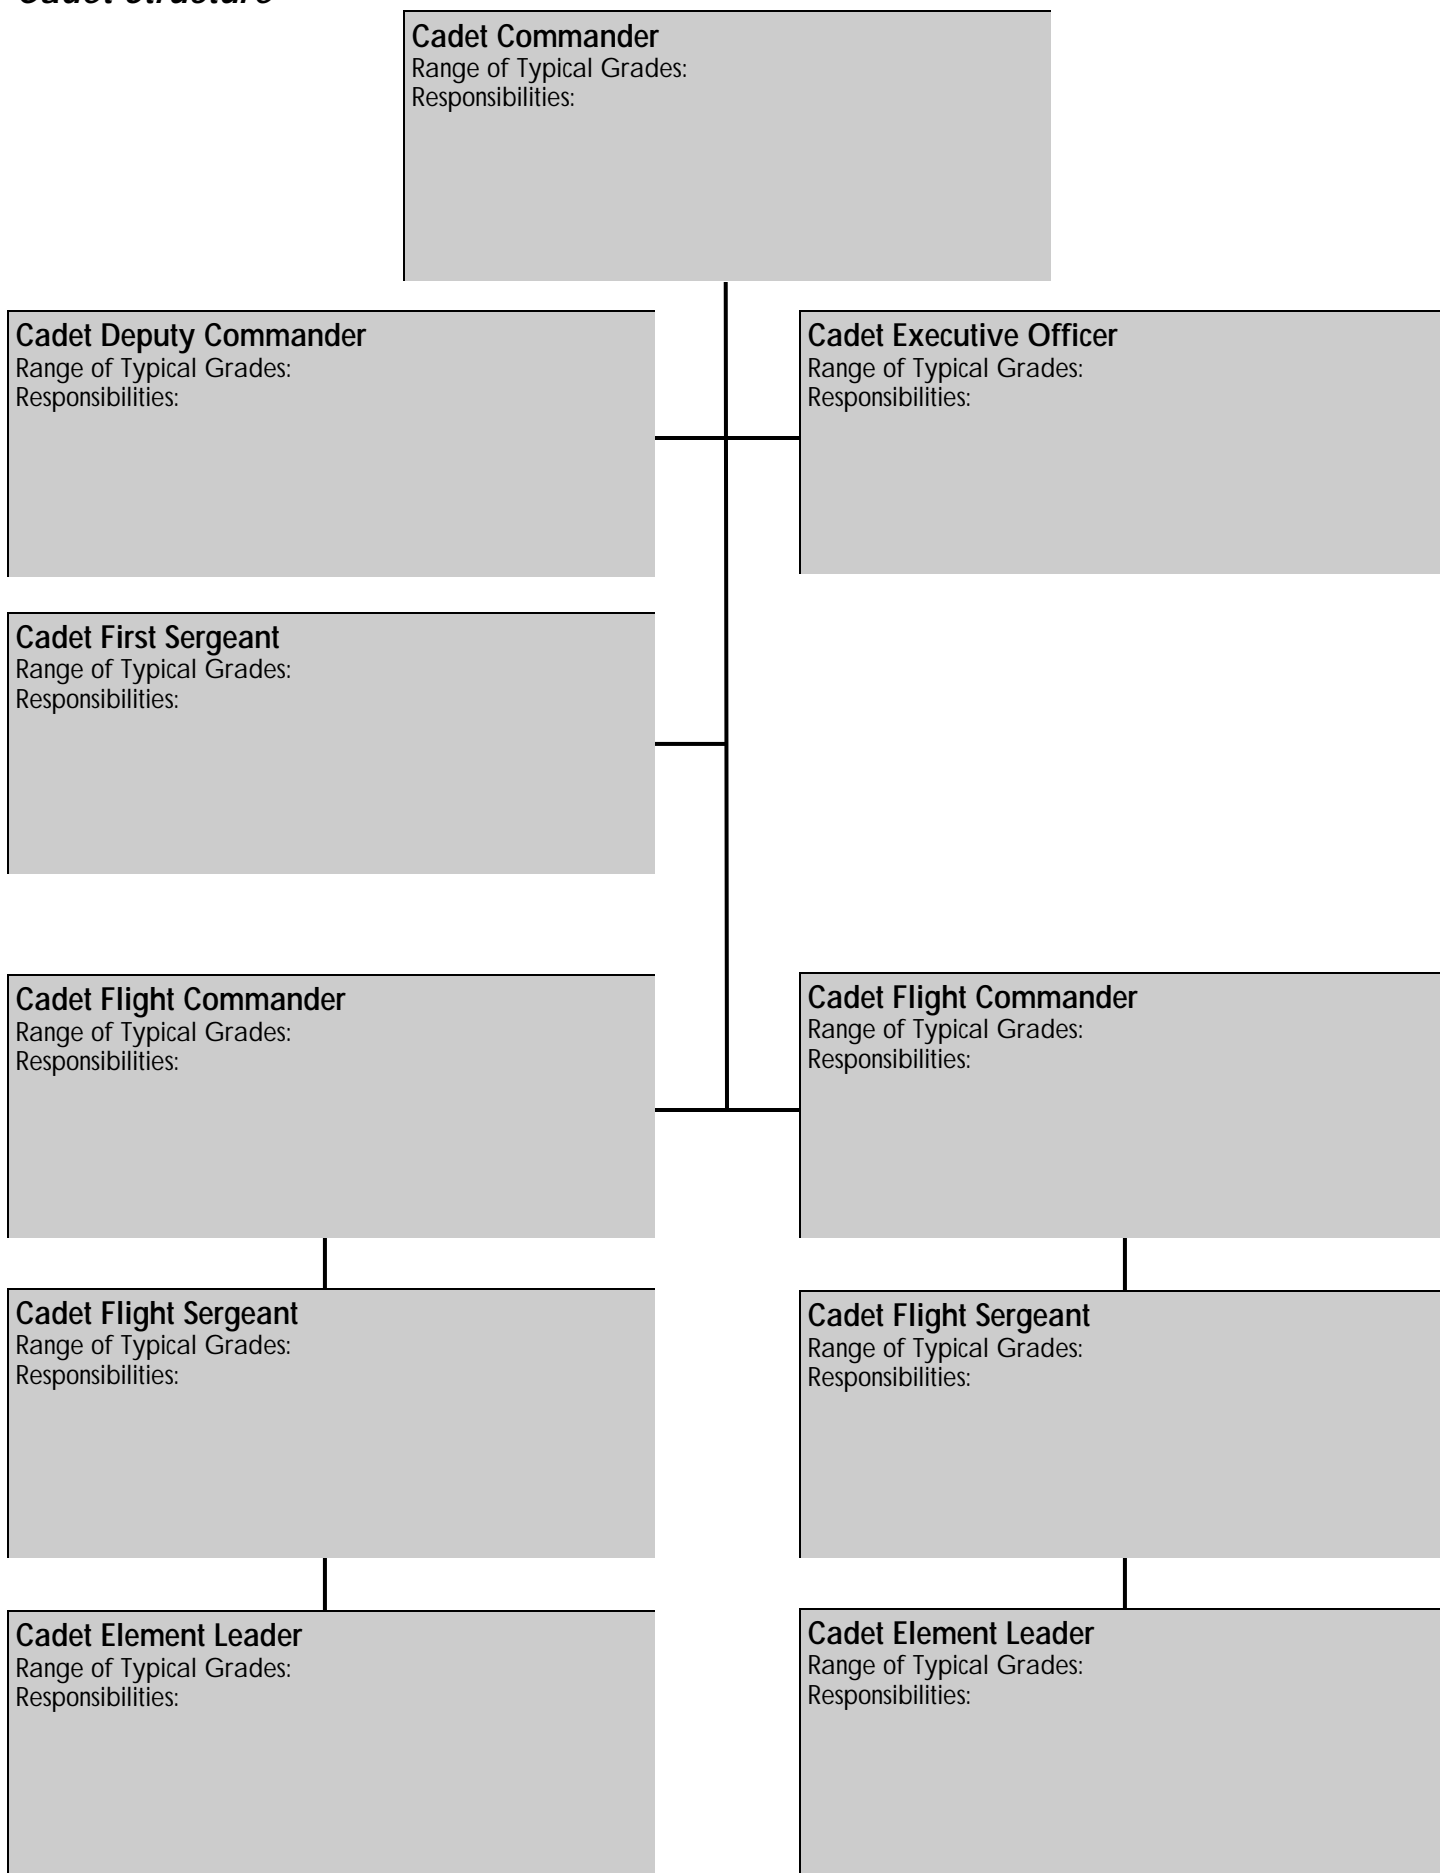 Cadet Structure
Cadet Commander
Range of Typical Grades:
Responsibilities:
Cadet Deputy Commander
Range of Typical Grades:
Responsibilities:
Cadet Executive Officer
Range of Typical Grades:
Responsibilities:
Cadet First Sergeant
Range of Typical Grades:
Responsibilities:
Cadet Flight Commander
Range of Typical Grades:
Responsibilities:
Cadet Flight Commander
Range of Typical Grades:
Responsibilities:
Cadet Flight Sergeant
Range of Typical Grades:
Responsibilities:
Cadet Flight Sergeant
Range of Typical Grades:
Responsibilities:
Cadet Element Leader
Range of Typical Grades:
Responsibilities:
Cadet Element Leader
Range of Typical Grades:
Responsibilities: